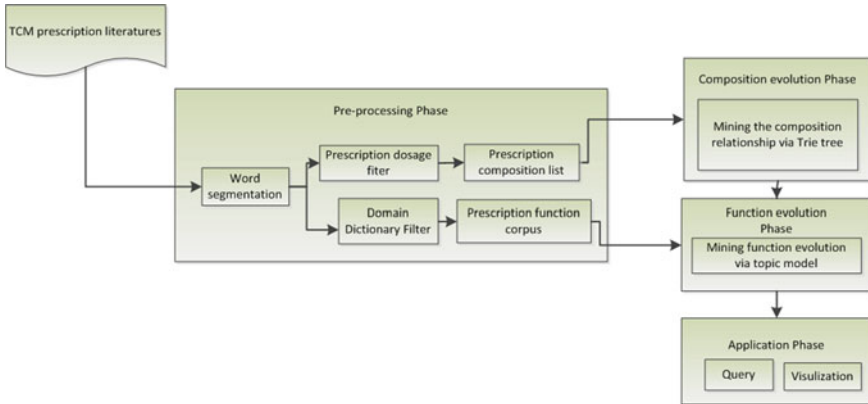 TCM prescription literatures
Pre-processing Phase
Word
segmentation
Prescription dosage
fiter
Prescription
composition list
Domain
Dictionary Filter
Prescription function
corpus
Composition evolution Phase
Mining the composition
relationship via Trie tree
Function evolution
Phase
Mining function evolution
via topic model
Application Phase
Query
Visulization